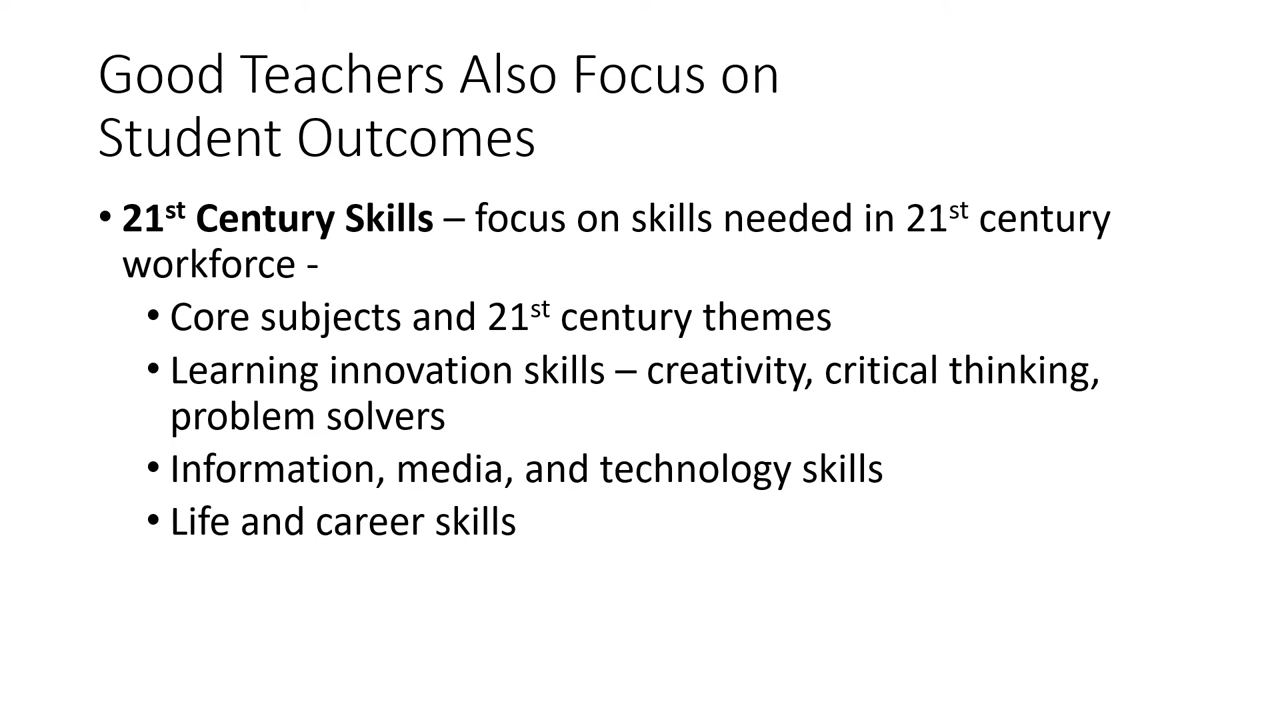 Good Teachers Also Focus on
Student Outcomes
• 21st Century Skills – focus on skills needed in 21st century
workforce -
• Core subjects and 21st century themes
• Learning innovation skills – creativity, critical thinking,
problem solvers
• Information, media, and technology skills
• Life and career skills